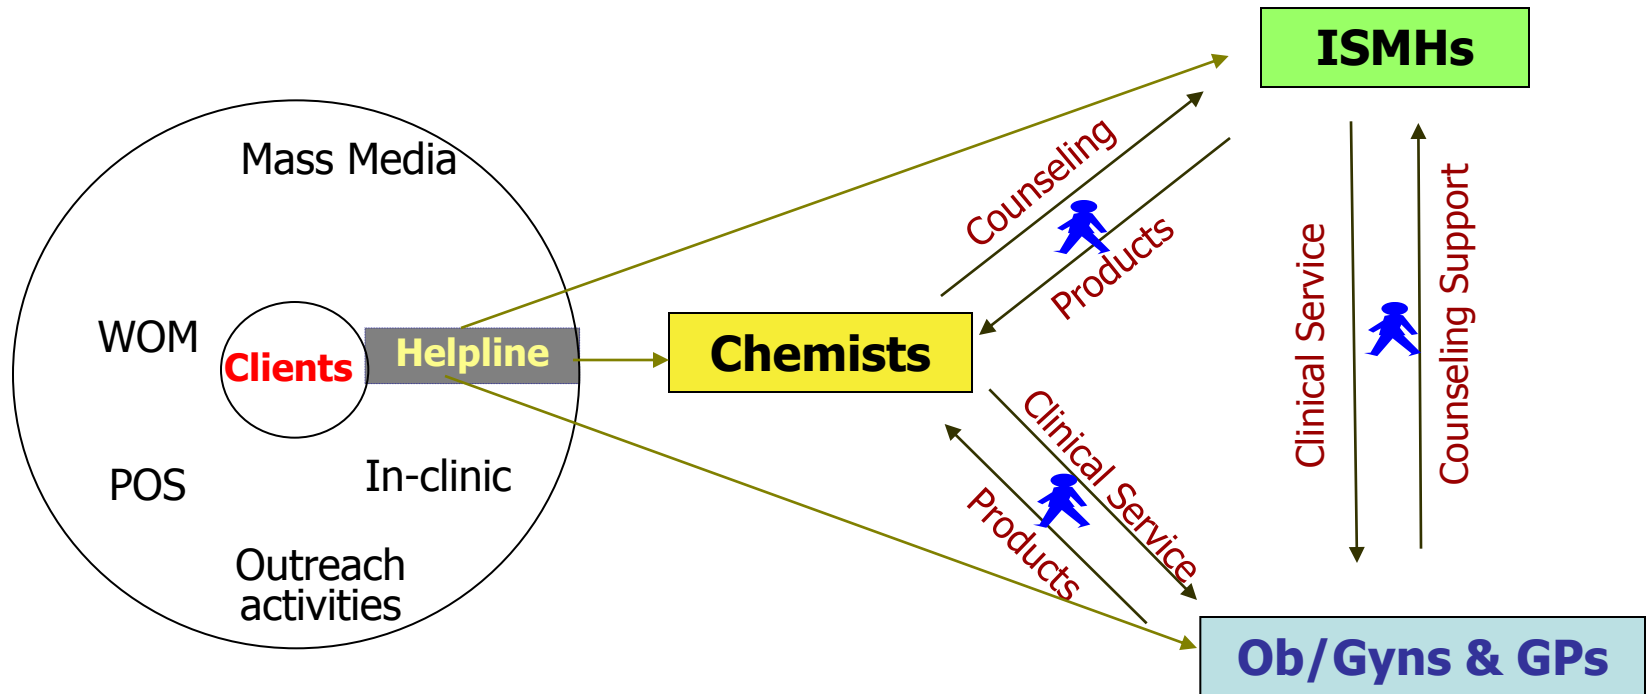 ISMHs
Mass Media
Counseling
Products
WOM
Clients
Helpline
Chemists
Clinical Service
Counseling Support
POS
In-clinic
Clinical Service
Products
Outreach
activities
Ob/Gyns & GPs